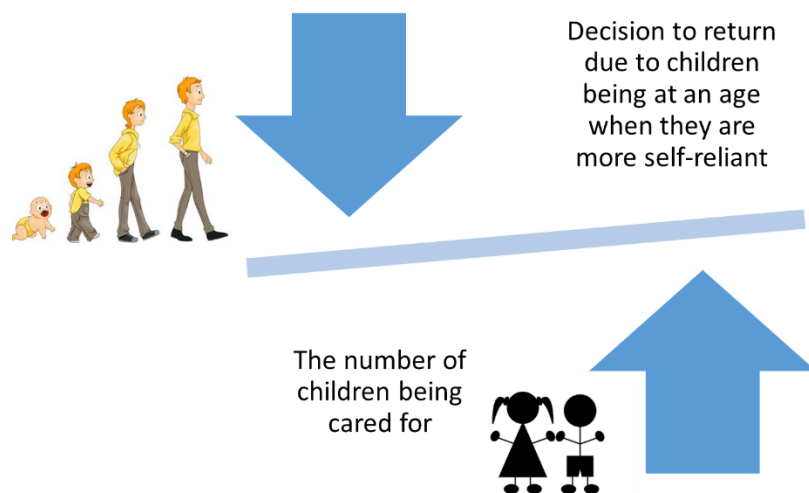 Decision to return
due to children
being at an age
when they are
more self-reliant
The number of
children being
cared for